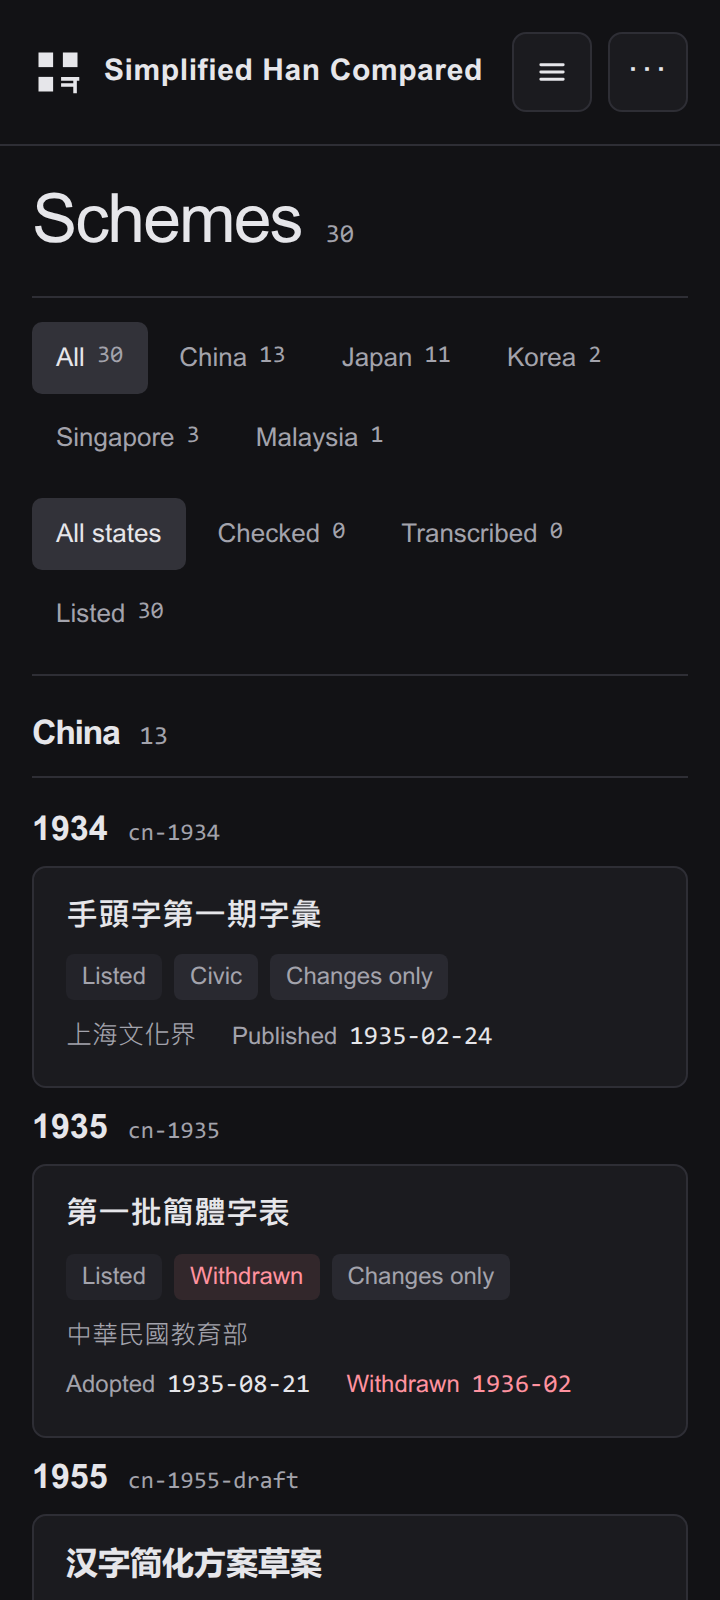 Simplified Han Compared
Schemes 30
All 30 China 13 Japan 11 Korea 2
Singapore 3 Malaysia 1
All states Checked 0 Transcribed 0
Listed 30
China 13
1934 cn-1934
手頭字第一期字彙
Listed Civic Changes only
上海文化界 Published 1935-02-24
1935 cn-1935
第一批簡體字表
Listed Withdrawn Changes only
中華民國教育部
Adopted 1935-08-21 Withdrawn 1936-02
1955 cn-1955-draft
汉字简化方案草案